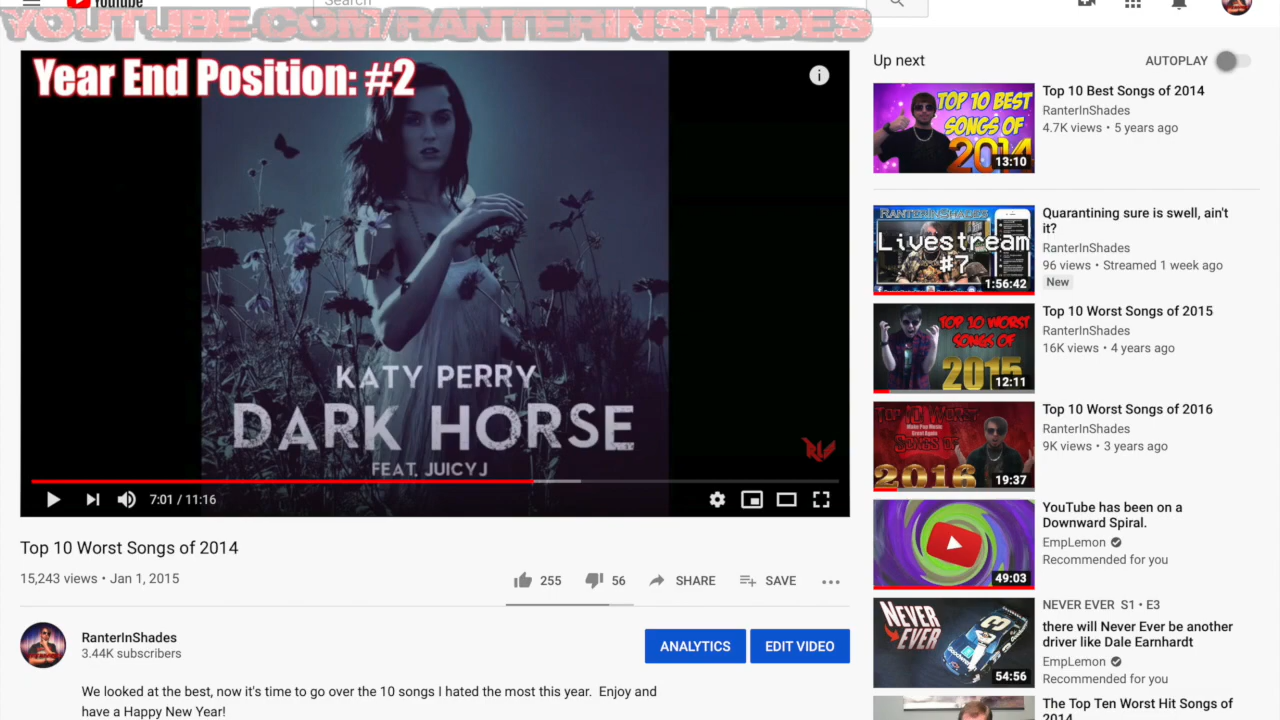 YouTube
Search
YOUTUBE.COM/RANTERINSHADES
Year End Position: #2
KATY PERRY
DARK HORSE
FEAT. JUICY J
7:01 / 11:16
Top 10 Worst Songs of 2014
15,243 views • Jan 1, 2015
255
56
SHARE
SAVE
RanterInShades
3.44K subscribers
ANALYTICS
EDIT VIDEO
We looked at the best, now it's time to go over the 10 songs I hated the most this year. Enjoy and
have a Happy New Year!
Up next
AUTOPLAY
TOP 10 BEST
SONGS OF
2014
13:10
Top 10 Best Songs of 2014
RanterInShades
4.7K views • 5 years ago
RANTERINSHADES
Livestream
#7
1:56:42
Quarantining sure is swell, ain't
it?
RanterInShades
96 views • Streamed 1 week ago
New
TOP 10 WORST
SONGS OF
2015
12:11
Top 10 Worst Songs of 2015
RanterInShades
16K views • 4 years ago
Top 10 Worst
Make Pop Music
Great Again
Songs of
2016
19:37
Top 10 Worst Songs of 2016
RanterInShades
9K views • 3 years ago
49:03
YouTube has been on a
Downward Spiral.
EmpLemon
Recommended for you
NEVER
EVER
3
54:56
NEVER EVER S1 • E3
there will Never Ever be another
driver like Dale Earnhardt
EmpLemon
Recommended for you
The Top Ten Worst Hit Songs of
2014